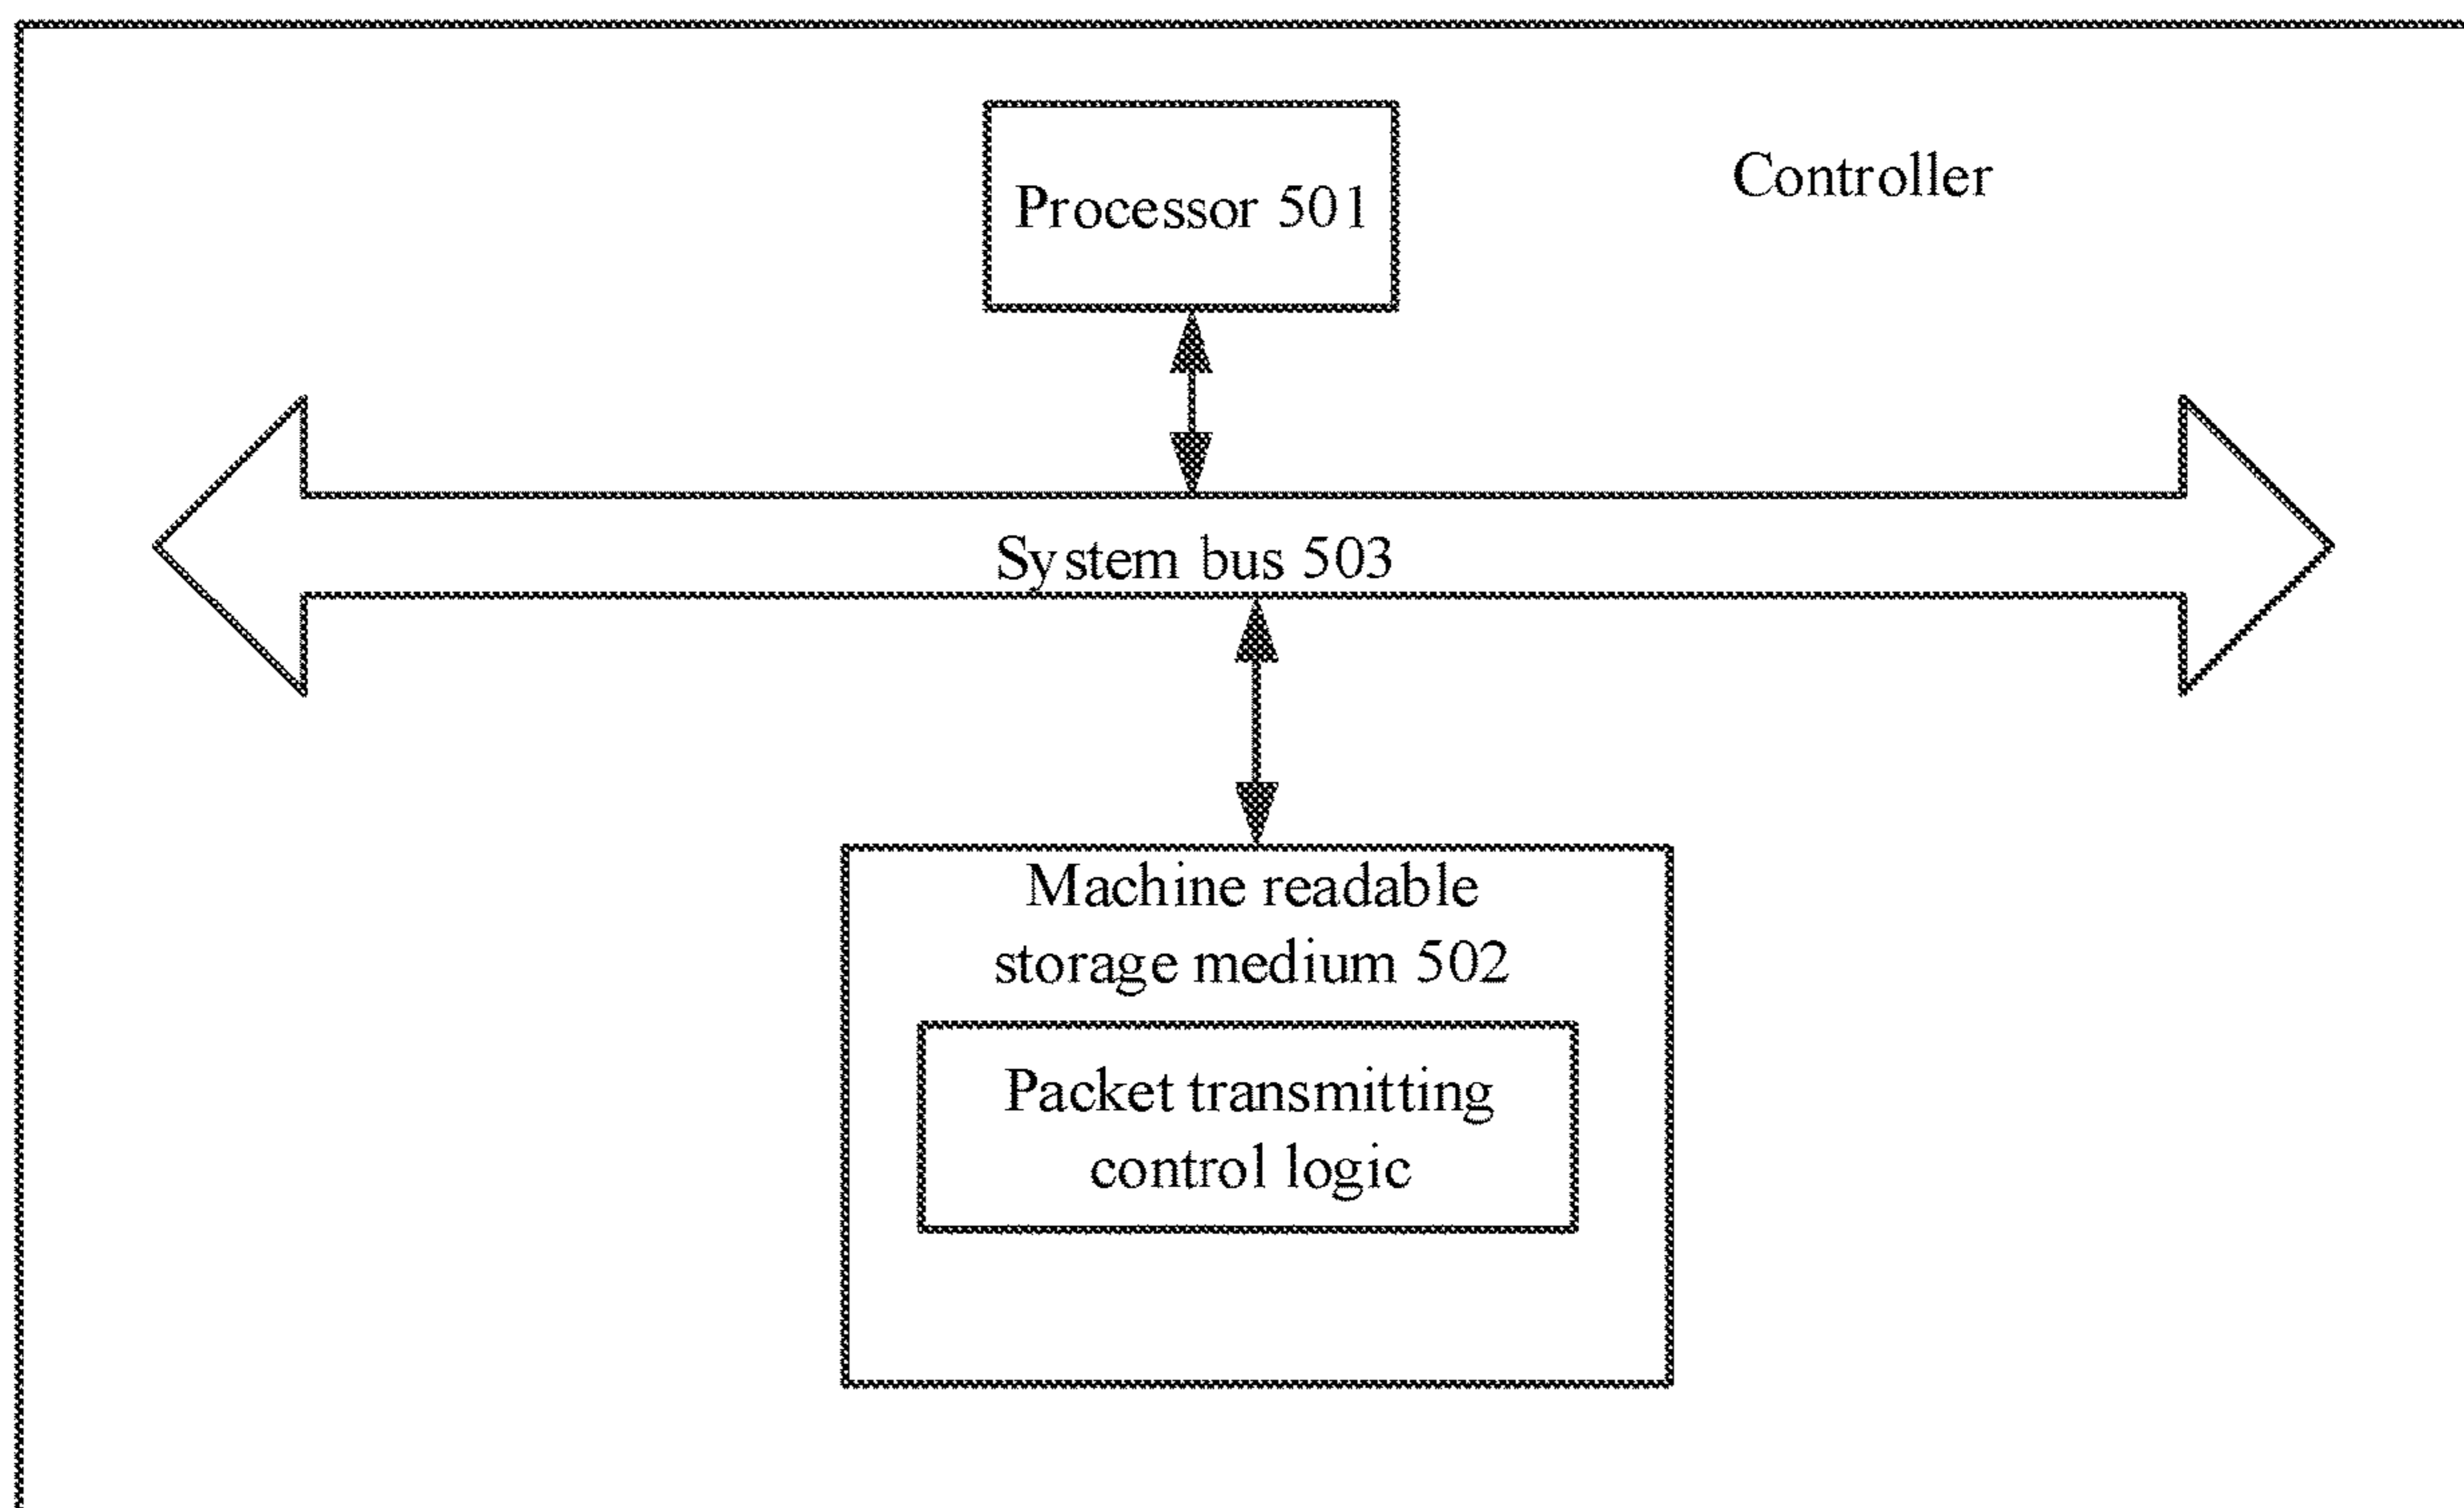 Processor 501
Controller
System bus 503
Machine readable
storage medium 502
Packet transmitting
control logic